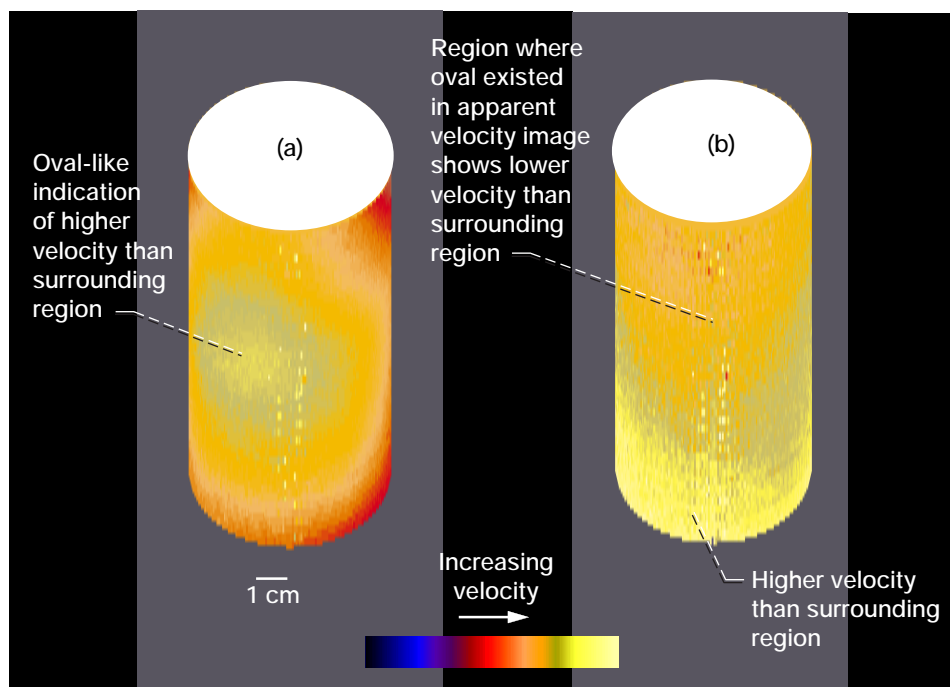 (a)
Oval-like
indication
of higher
velocity than
surrounding
region
Region where
oval existed
in apparent
velocity image
shows lower
velocity than
surrounding
region
(b)
1 cm
Increasing
velocity
Higher velocity
than surrounding
region